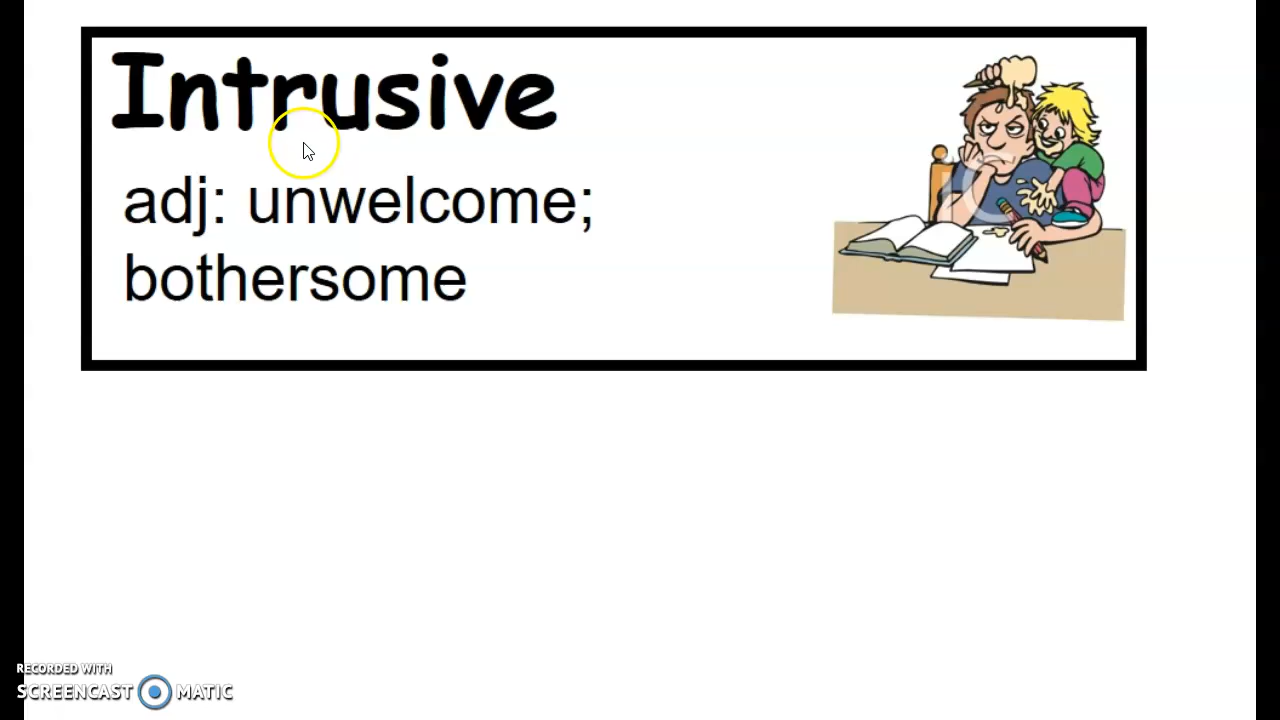 Intrusive
adj: unwelcome;
bothersome
RECORDED WITH
SCREENCAST MATIC